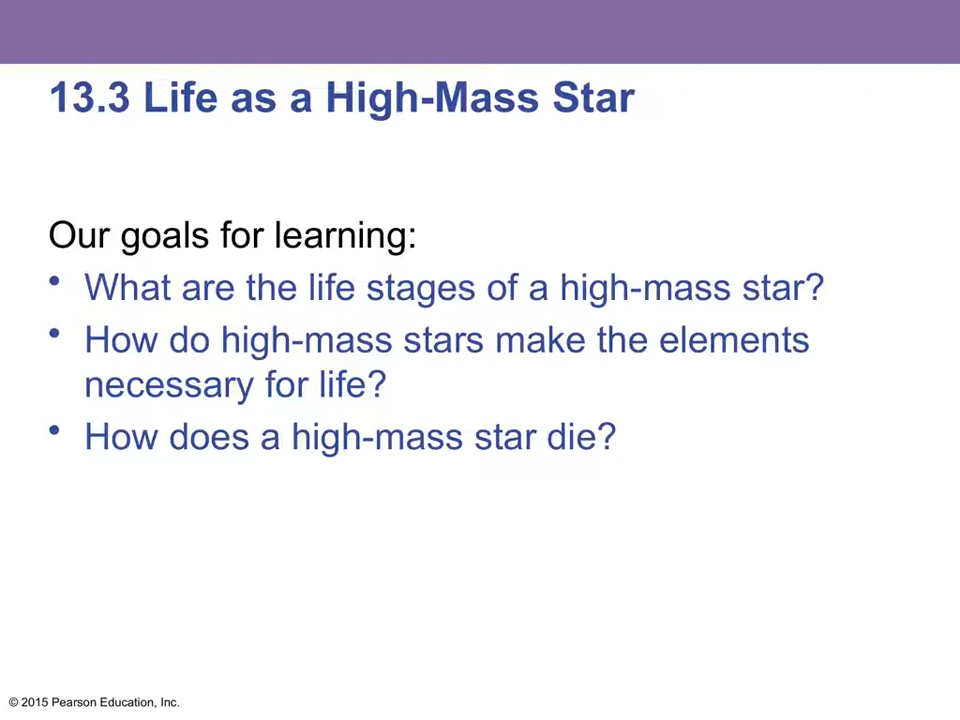 13.3 Life as a High-Mass Star
Our goals for learning:
• What are the life stages of a high-mass star?
• How do high-mass stars make the elements
necessary for life?
• How does a high-mass star die?
© 2015 Pearson Education, Inc.